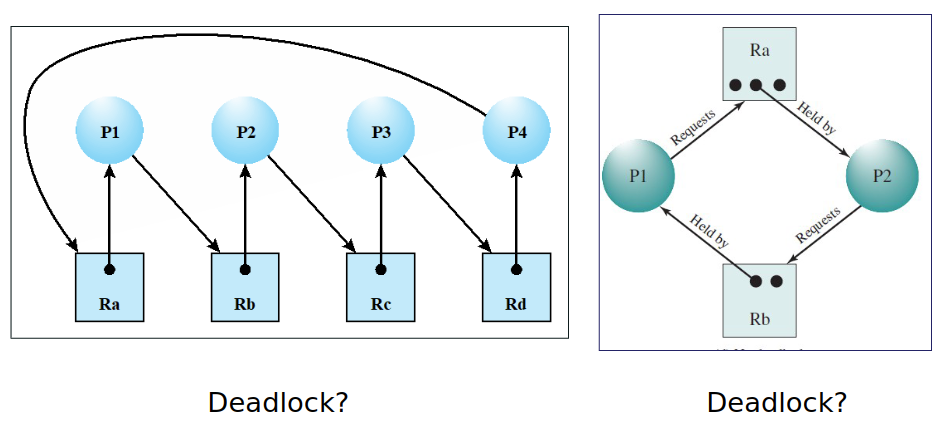 P1 P2 P3 P4
Ra Rb Rc Rd
Deadlock?
Ra
Requests
Held by
P1
P2
Held by
Requests
Rb
Deadlock?